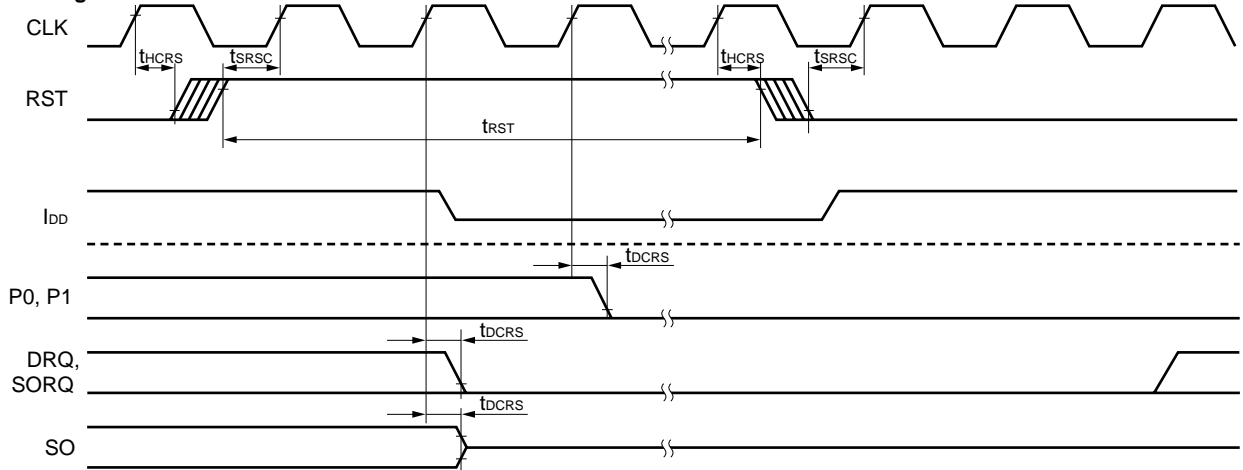 CLK
tHCRS
tSRSC
tHCRS
tSRSC
RST
tRST
IDD
tDCRS
P0, P1
tDCRS
DRQ,
SORQ
tDCRS
SO